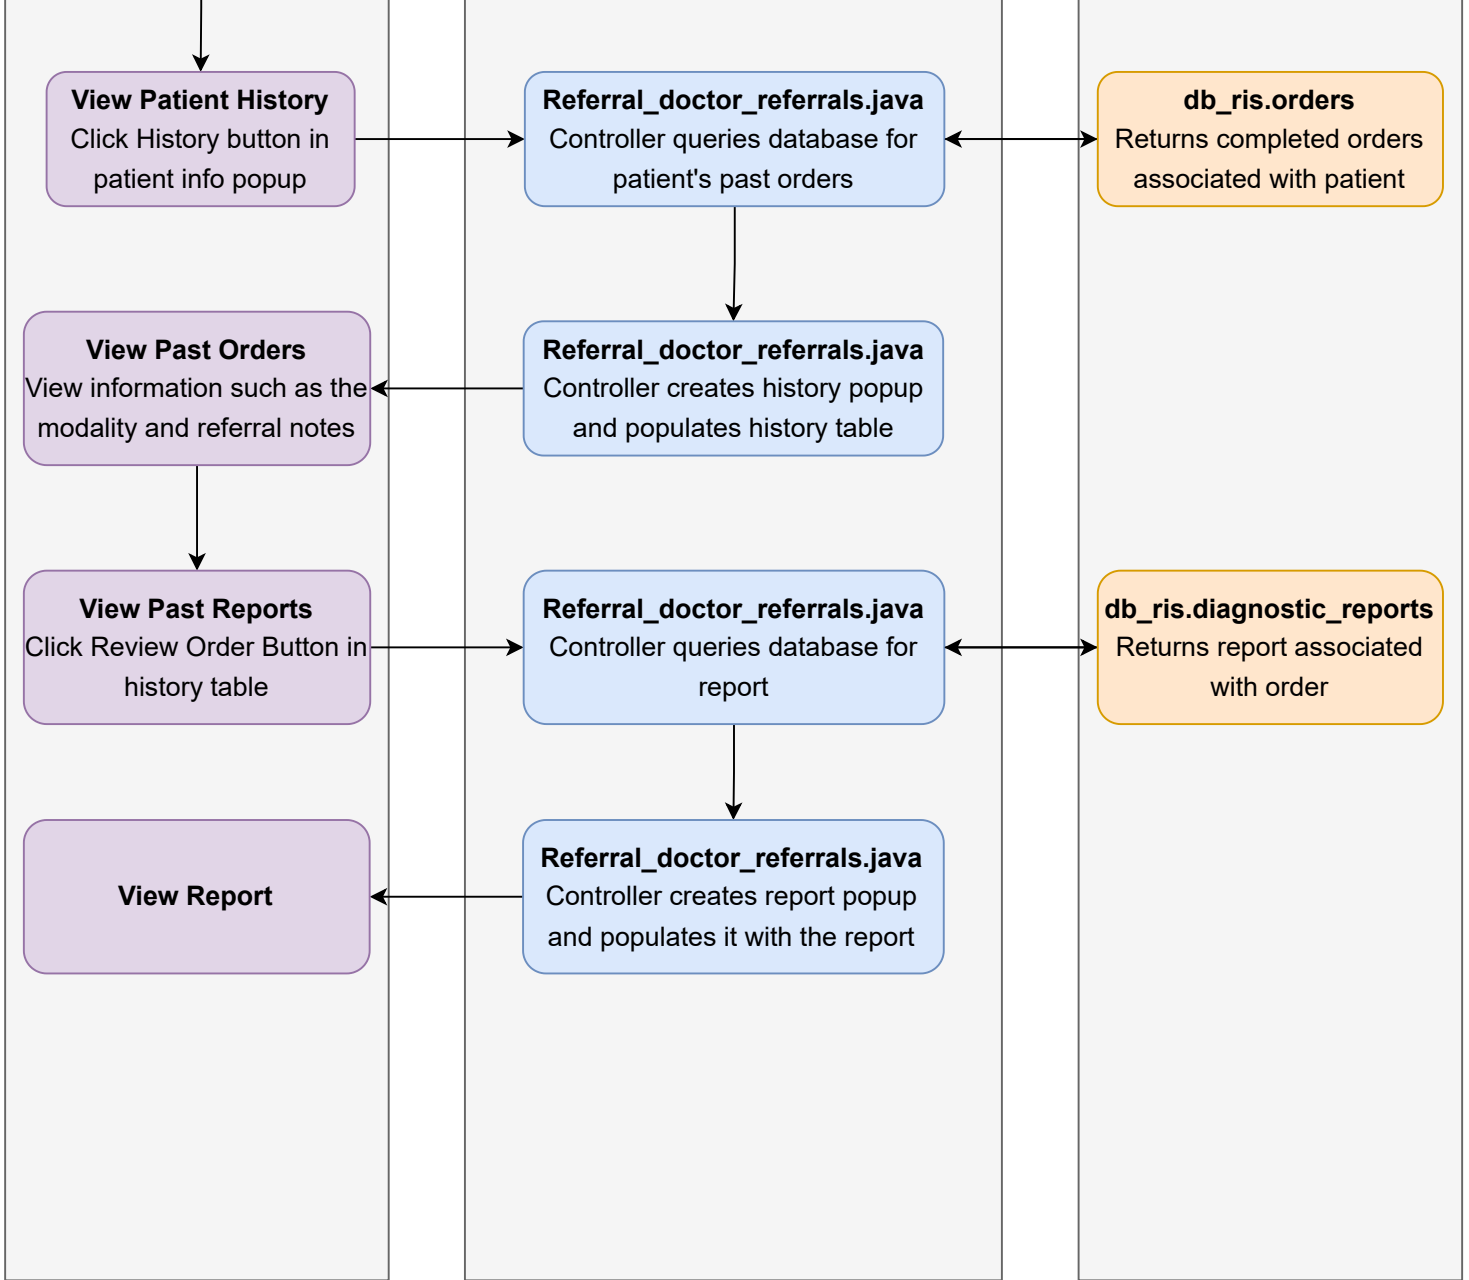 View Patient History
Click History button in
patient info popup
Referral_doctor_referrals.java
Controller queries database for
patient's past orders
db_ris.orders
Returns completed orders
associated with patient
View Past Orders
View information such as the
modality and referral notes
Referral_doctor_referrals.java
Controller creates history popup
and populates history table
View Past Reports
Click Review Order Button in
history table
Referral_doctor_referrals.java
Controller queries database for
report
db_ris.diagnostic_reports
Returns report associated
with order
View Report
Referral_doctor_referrals.java
Controller creates report popup
and populates it with the report